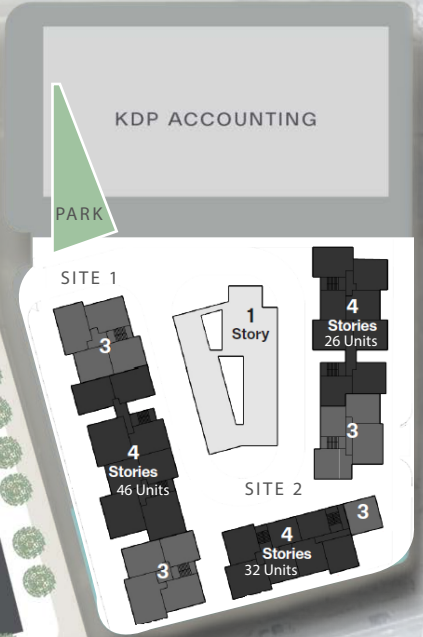 KDP ACCOUNTING
PARK
SITE 1
3
1
Story
4
Stories
26 Units
3
4
Stories
46 Units
SITE 2
3
4
Stories
32 Units
3